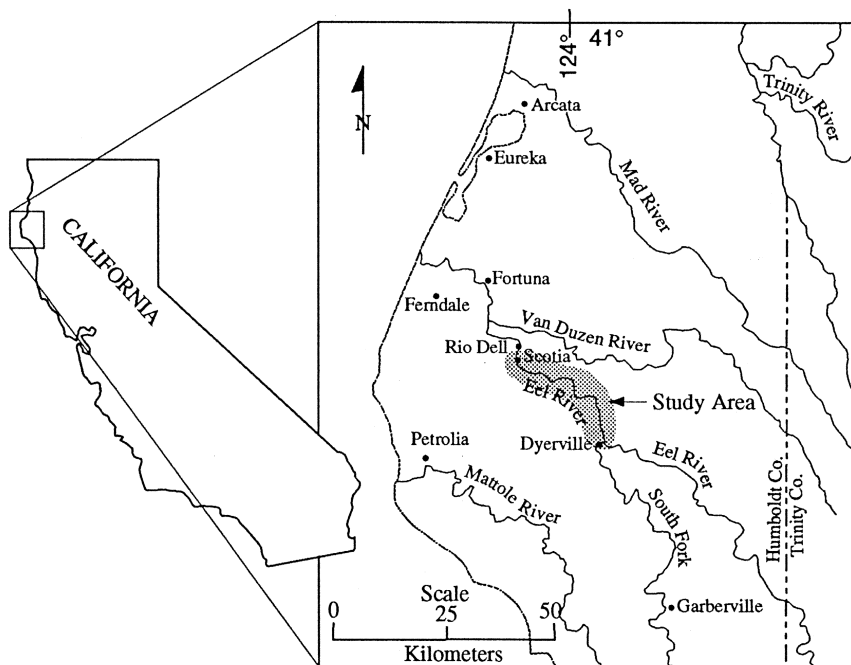 124°
41°
Trinity River
N
Arcata
Eureka
Mad River
CALIFORNIA
Fortuna
Ferndale
Van Duzen River
Rio Dell
Scotia
Eel River
Study Area
Petrolia
Dyerville
Eel River
Mattole River
South Fork
Humboldt Co.
Trinity Co.
Garberville
Scale
0 25 50
Kilometers